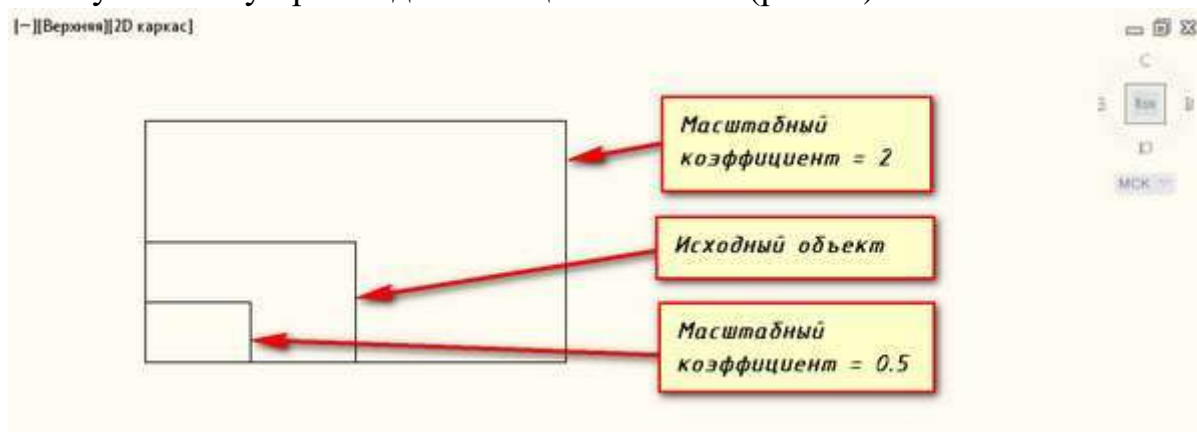 [−][Верхняя][2D каркас]
С
Масштабный
коэффициент = 2
Ю
МСК
Исходный объект
Масштабный
коэффициент = 0.5